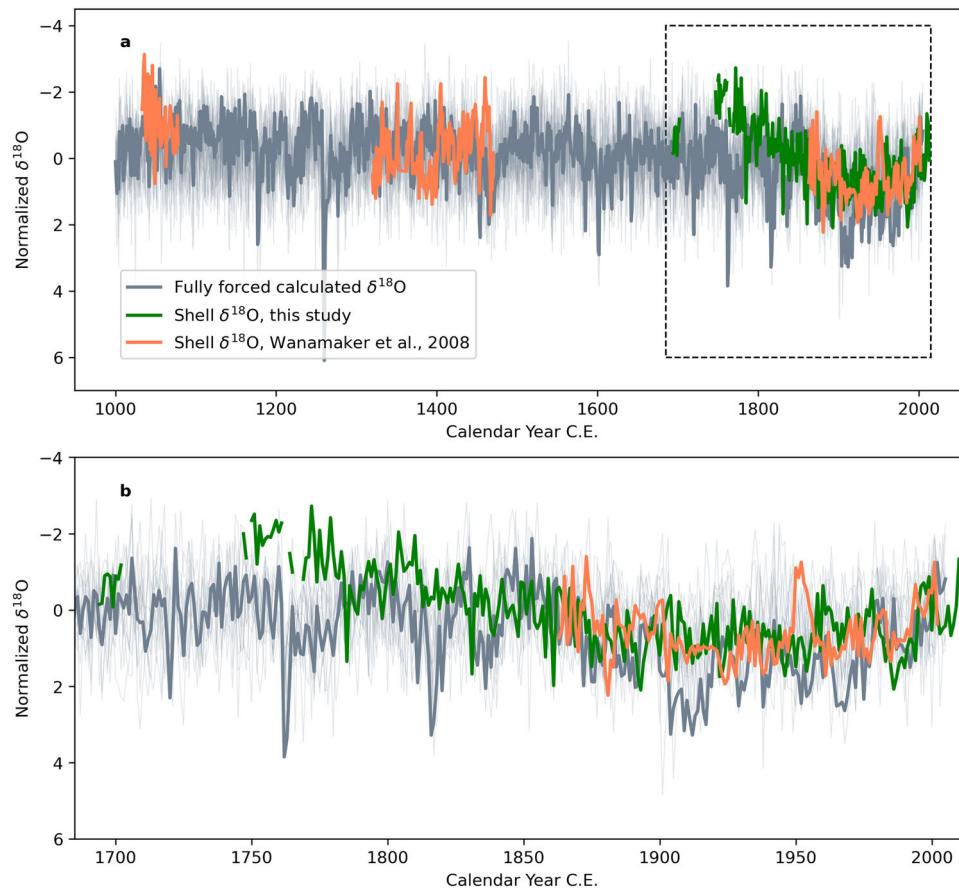 −4
−2
0
2
4
6
Normalized δ¹⁸O
a
Fully forced calculated δ¹⁸O
Shell δ¹⁸O, this study
Shell δ¹⁸O, Wanamaker et al., 2008
1000 1200 1400 1600 1800 2000
Calendar Year C.E.
−4
−2
0
2
4
6
Normalized δ¹⁸O
b
1700 1750 1800 1850 1900 1950 2000
Calendar Year C.E.